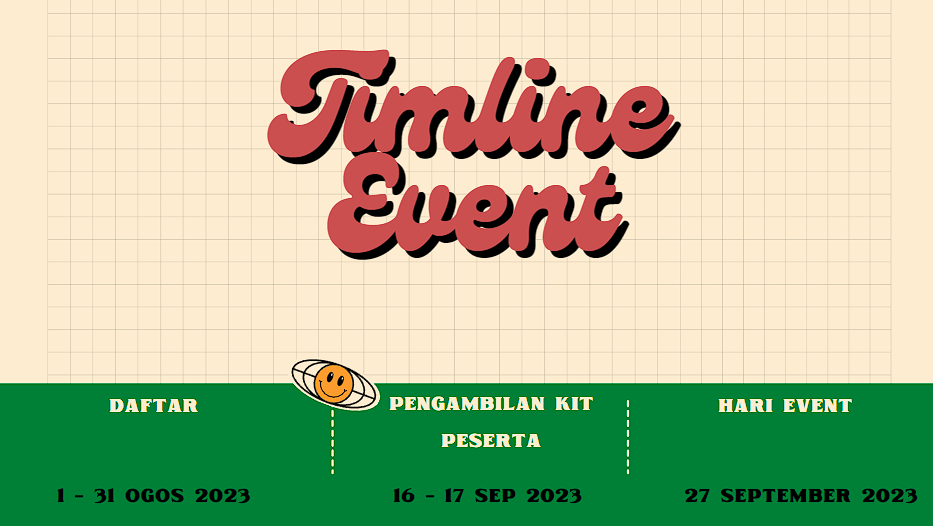 Timline
Event
DAFTAR
PENGAMBILAN KIT
PESERTA
HARI EVENT
1 - 31 OGOS 2023
16 - 17 SEP 2023
27 SEPTEMBER 2023